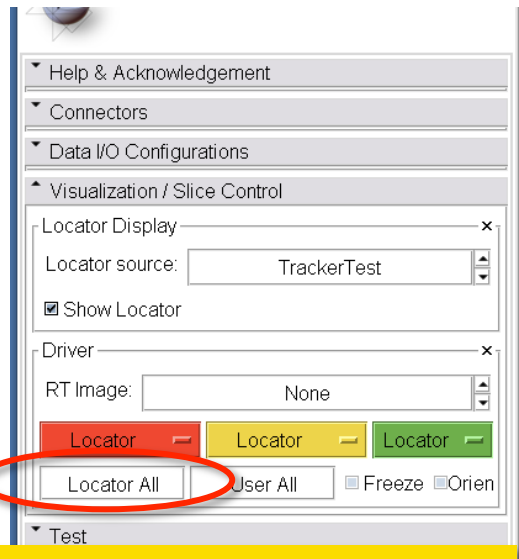 Help & Acknowledgement
Connectors
Data I/O Configurations
Visualization / Slice Control
Locator Display
Locator source: TrackerTest
Show Locator
Driver
RT Image: None
Locator Locator Locator
Locator All User All Freeze Orien
Test